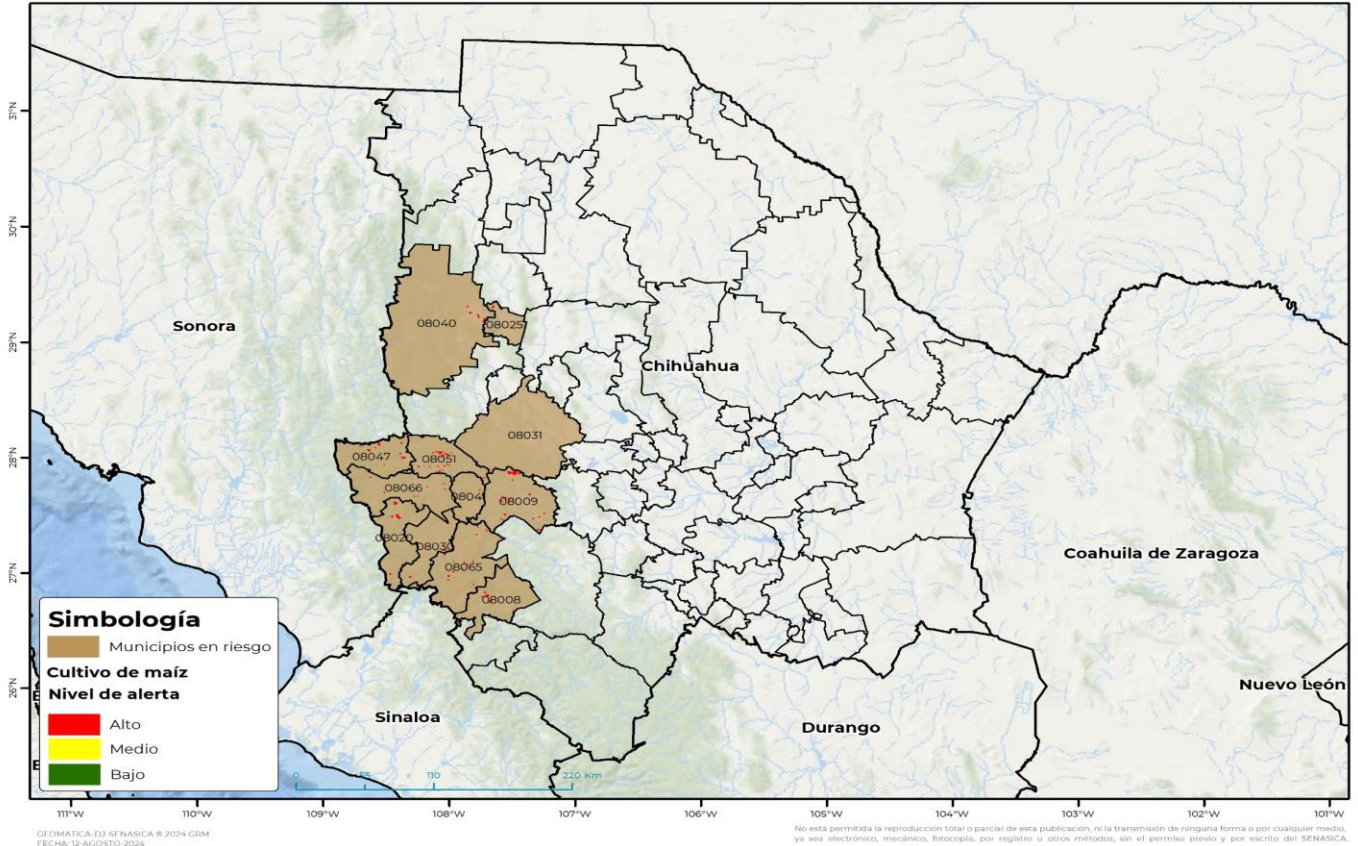 31°N
30°N
29°N
28°N
27°N
26°N
Sonora
Chihuahua
Coahuila de Zaragoza
Nuevo León
Durango
Sinaloa
08040
08025
08031
08047
08051
08066
0804
08009
08020
08030
08065
08008
Simbología
Municipios en riesgo
Cultivo de maíz
Nivel de alerta
Alto
Medio
Bajo
0 55 110 220 Km
111°W 110°W 109°W 108°W 107°W 106°W 105°W 104°W 103°W 102°W 101°W
GEOMÁTICA-DJ-SENASICA ® 2024 GRM
FECHA: 12-AGOSTO-2024
No está permitida la reproducción total o parcial de esta publicación, ni la transmisión de ninguna forma o por cualquier medio,
ya sea electrónico, mecánico, fotocopia, por registro u otros métodos, sin el permiso previo y por escrito del SENASICA.